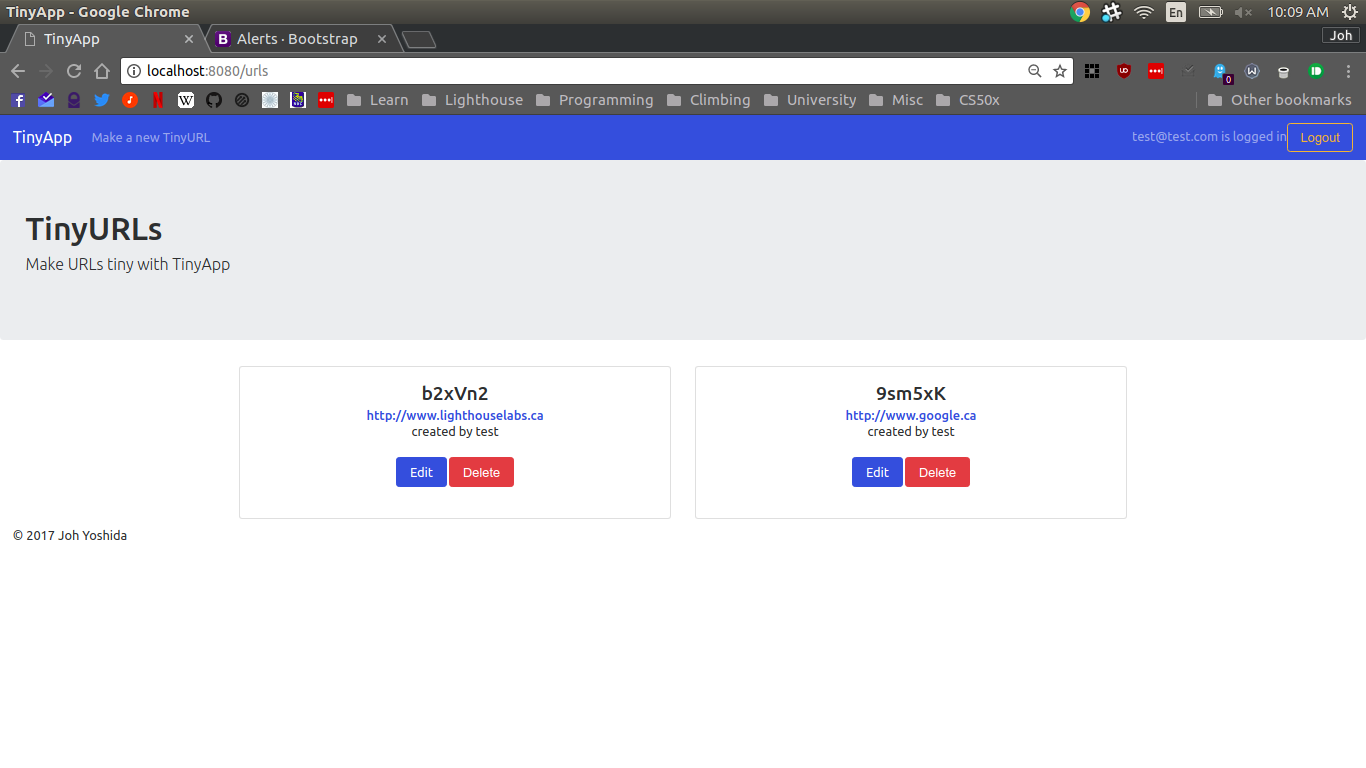 TinyApp - Google Chrome
En
10:09 AM
TinyApp
Alerts · Bootstrap
Joh
localhost:8080/urls
0
Learn
Lighthouse
Programming
Climbing
University
Misc
CS50x
Other bookmarks
TinyApp
Make a new TinyURL
test@test.com is logged in
Logout
TinyURLs
Make URLs tiny with TinyApp
b2xVn2
http://www.lighthouselabs.ca
created by test
Edit
Delete
9sm5xK
http://www.google.ca
created by test
Edit
Delete
© 2017 Joh Yoshida